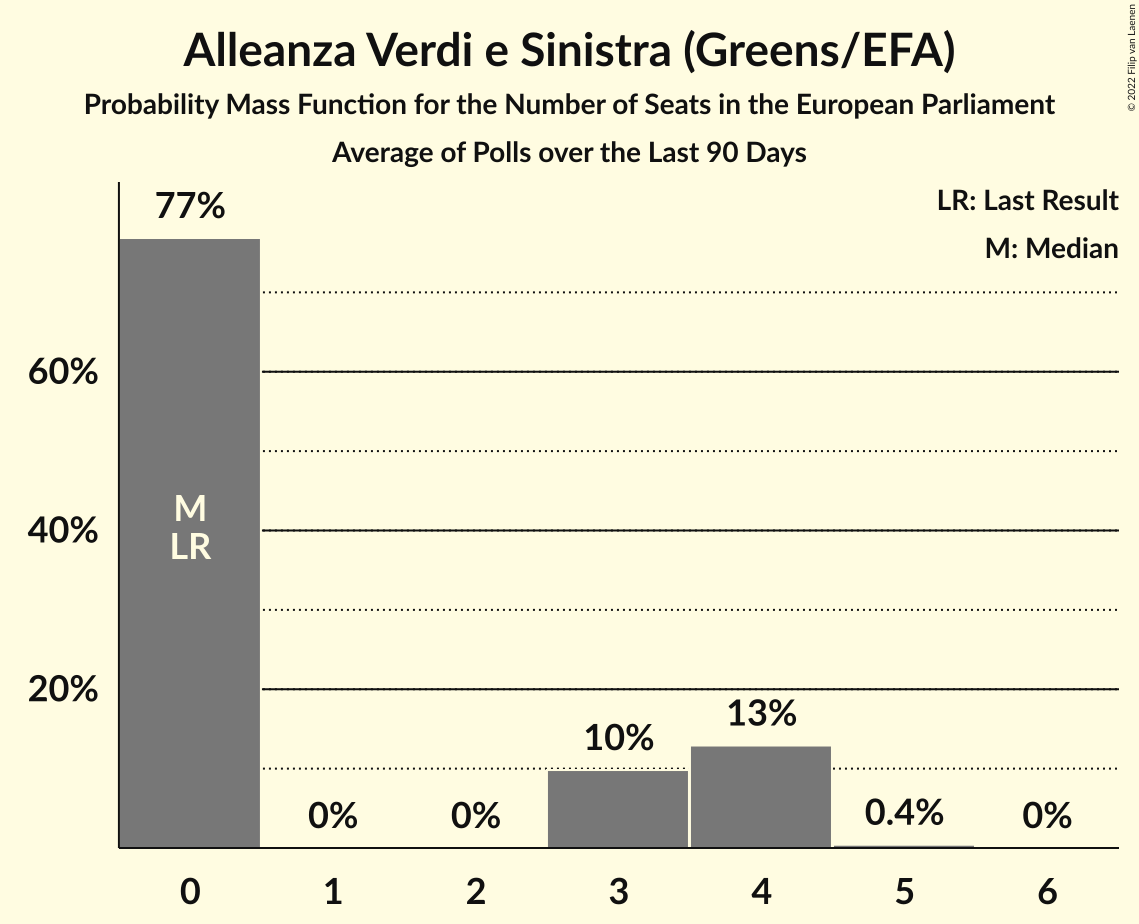 Alleanza Verdi e Sinistra (Greens/EFA)
Probability Mass Function for the Number of Seats in the European Parliament
Average of Polls over the Last 90 Days
© 2022 Filip van Laenen
LR: Last Result
M: Median
77%
60%
40%
20%
M
LR
0%
0%
10%
13%
0.4%
0%
0 1 2 3 4 5 6